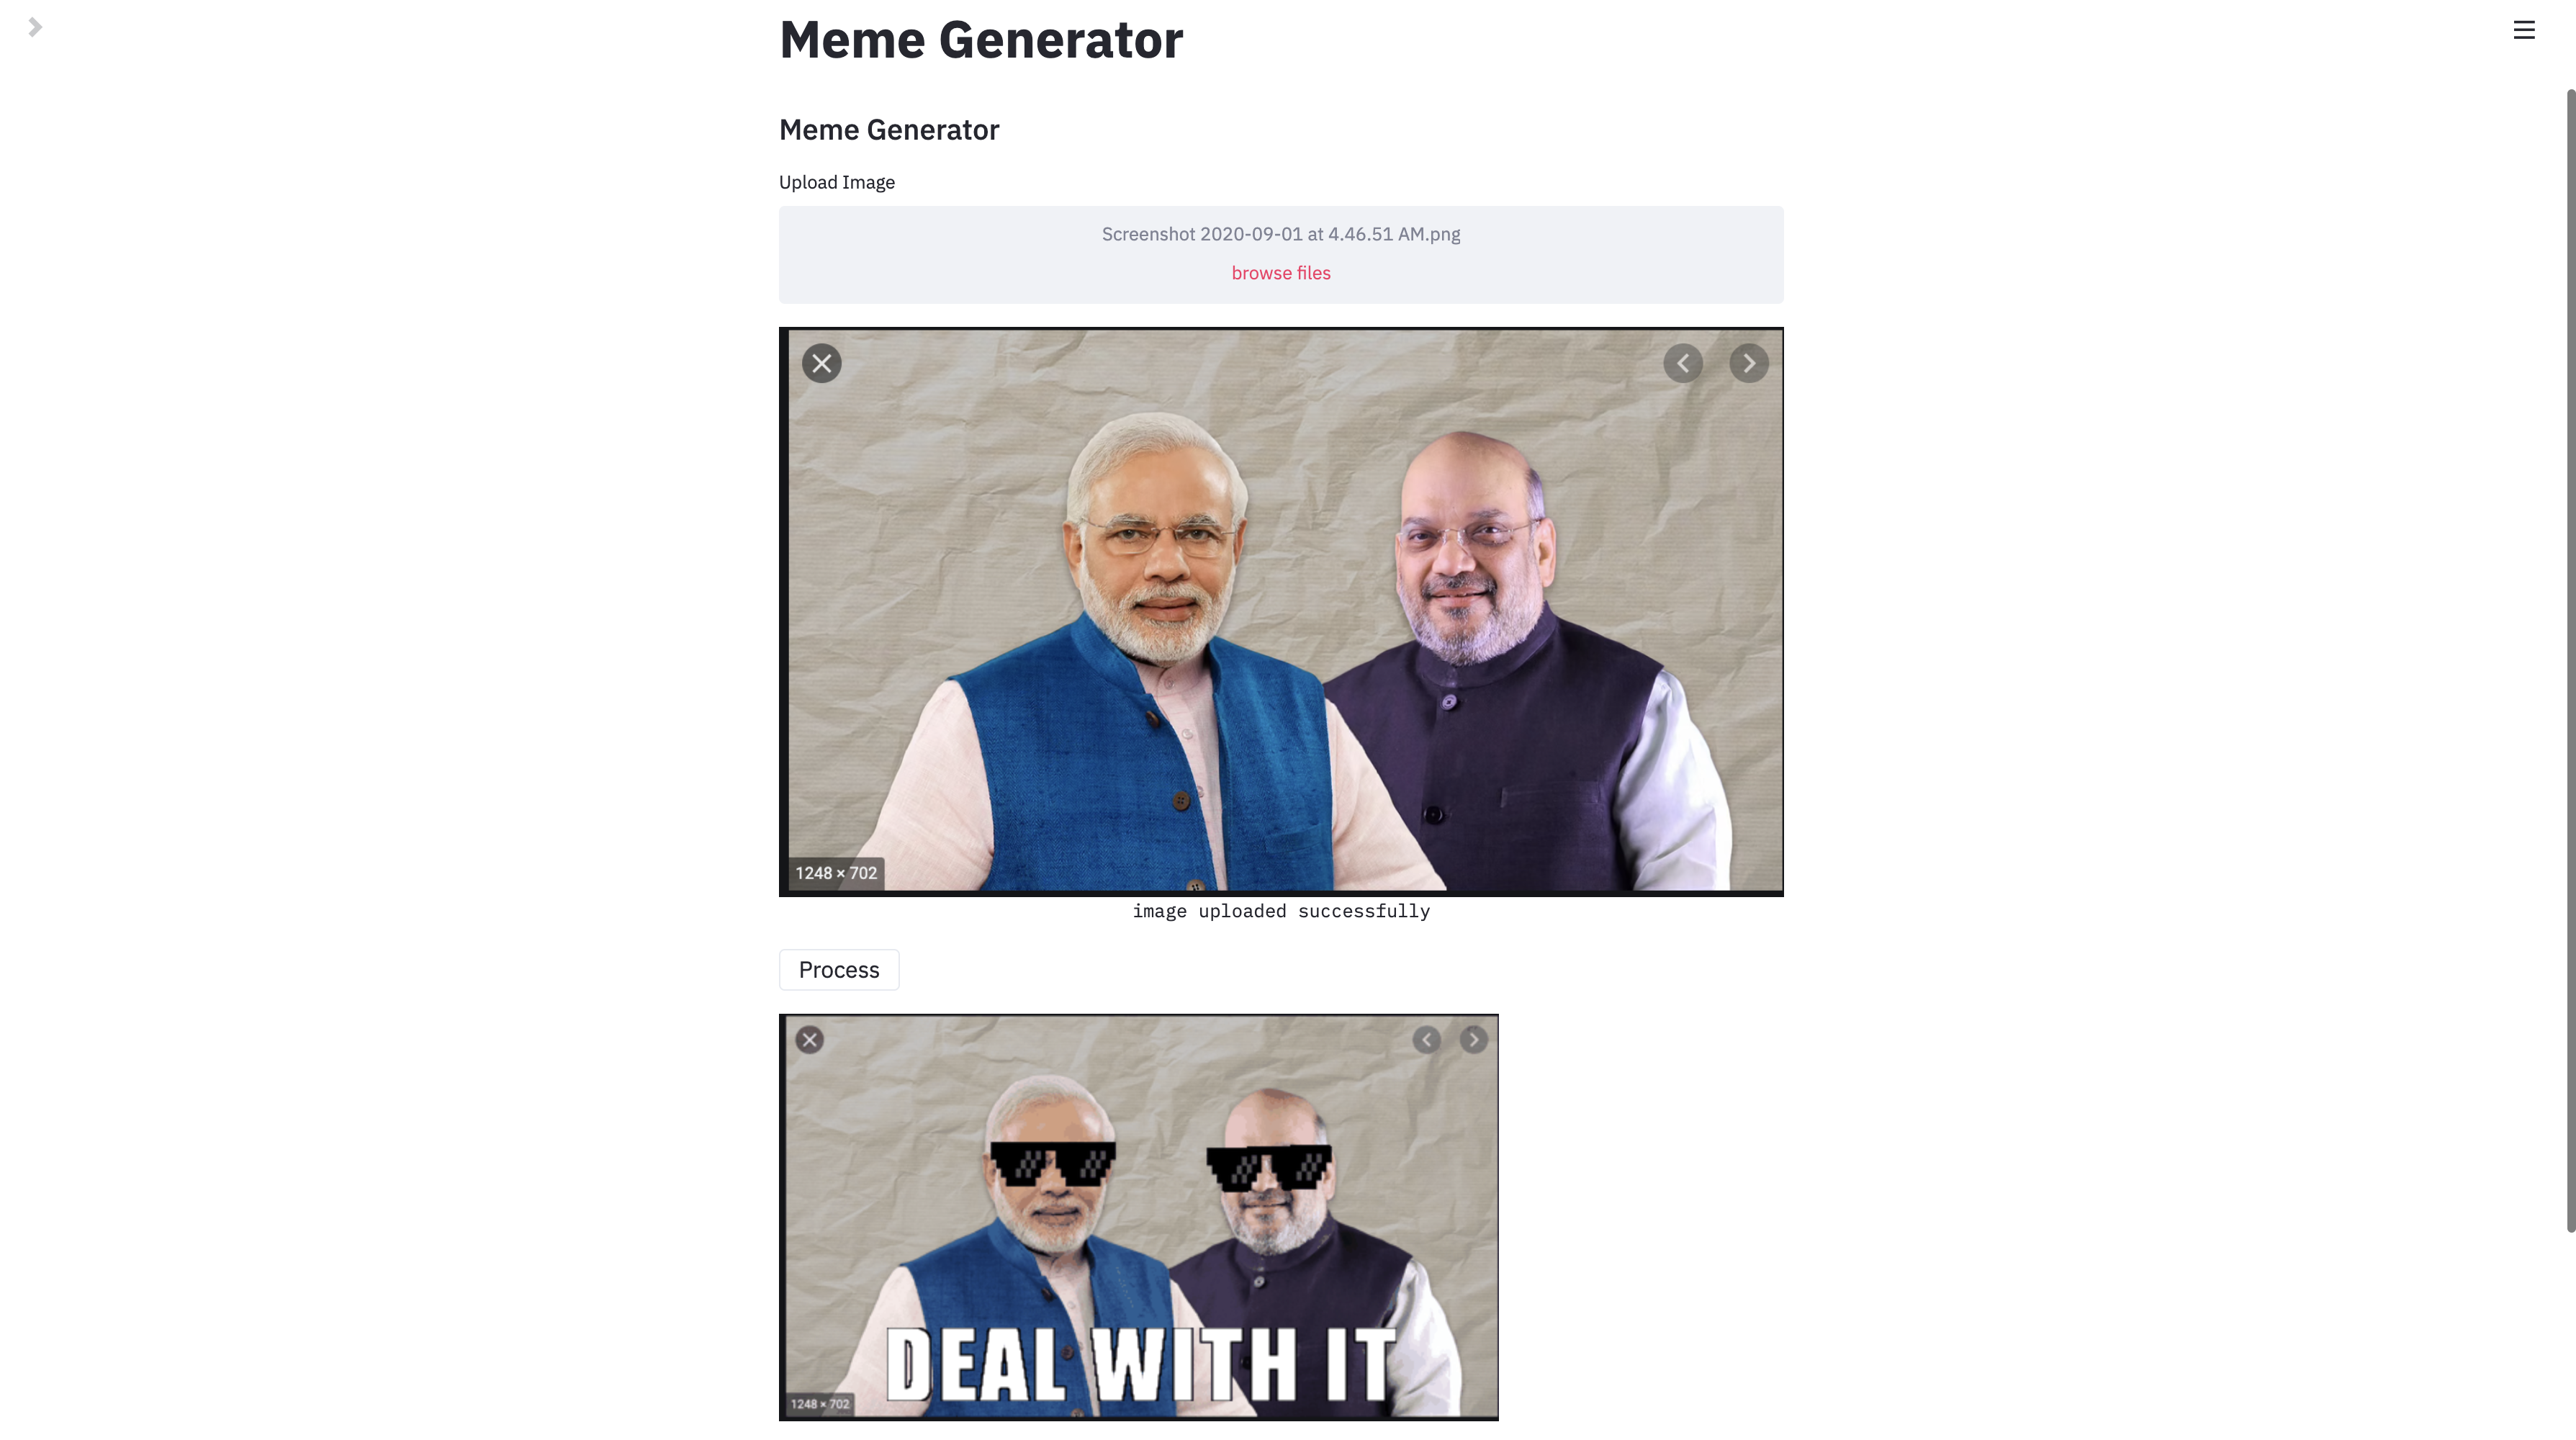 Meme Generator
Meme Generator
Upload Image
Screenshot 2020-09-01 at 4.46.51 AM.png
browse files
1248 × 702
image uploaded successfully
Process
DEAL WITH IT
1248 × 702